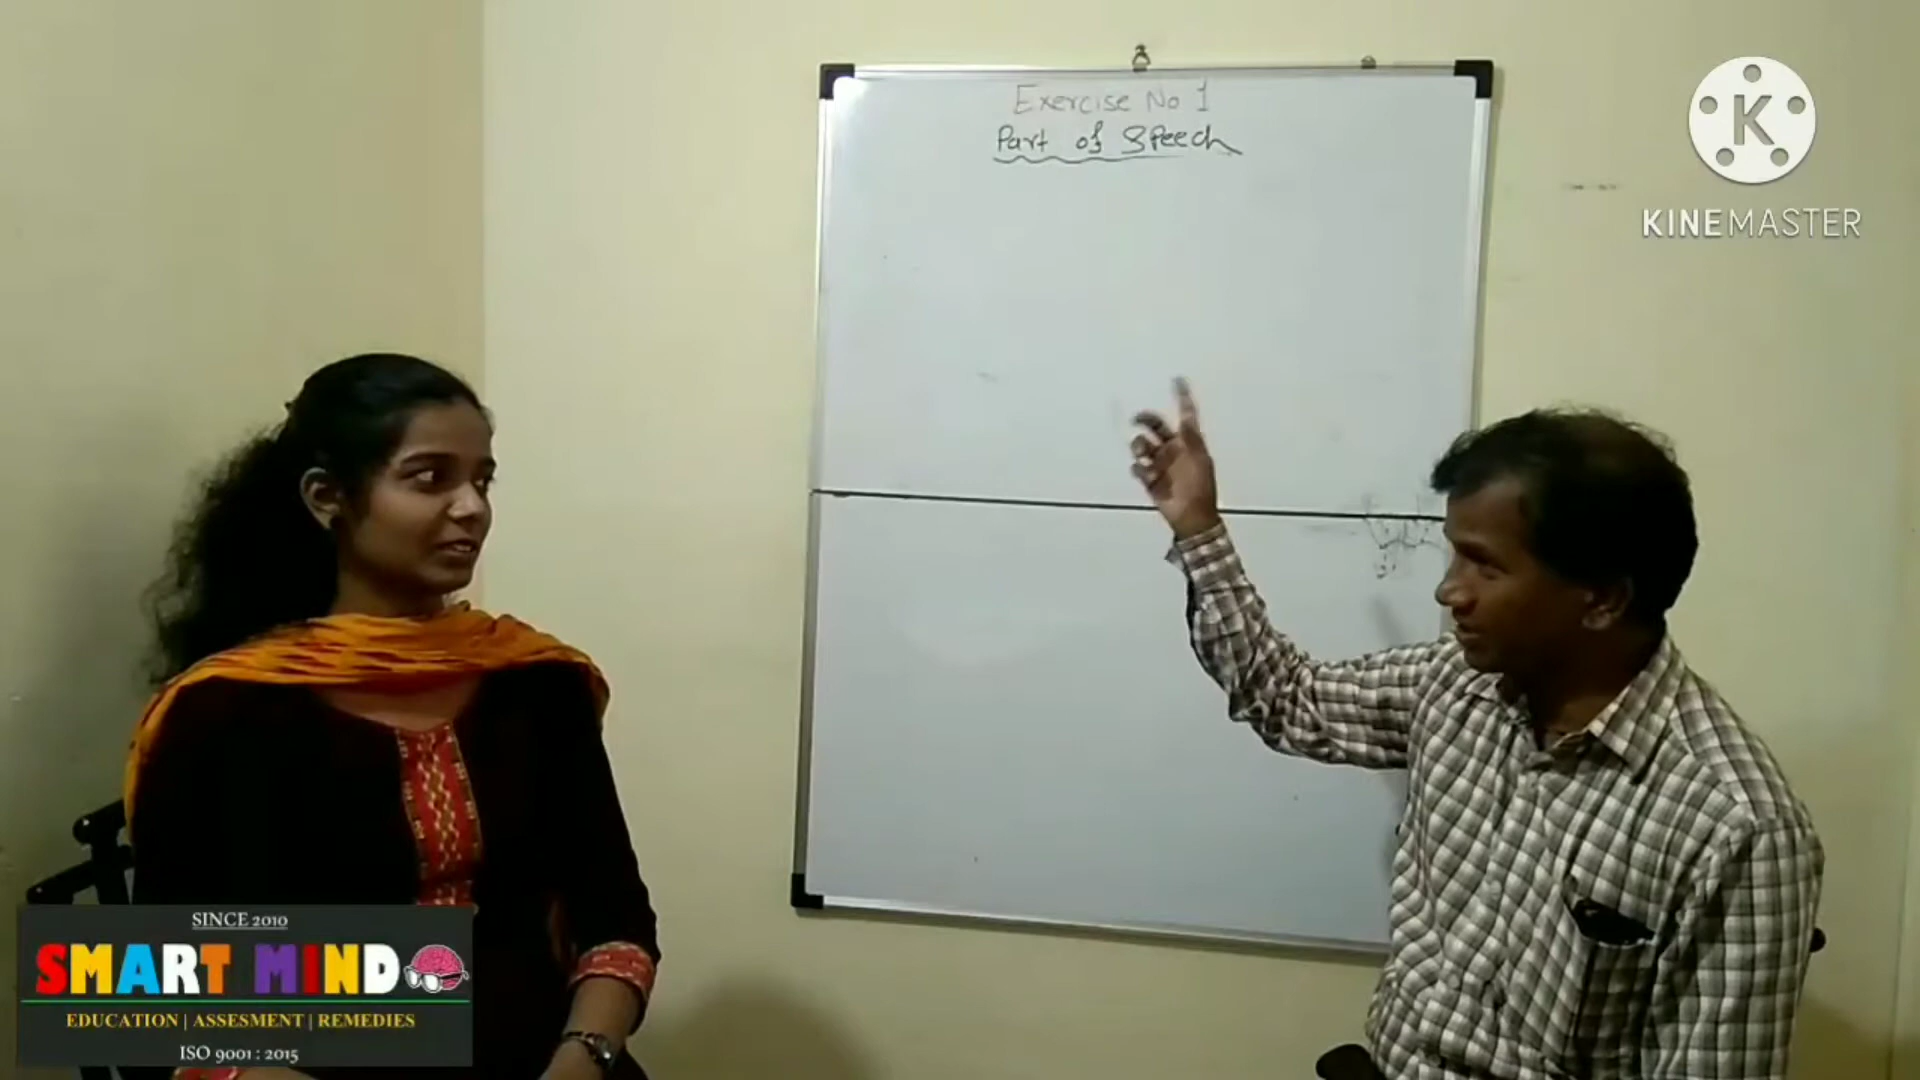 Exercise No 1
Part of Speech
K
KINEMASTER
SINCE 2010
SMART MIND
EDUCATION | ASSESMENT | REMEDIES
ISO 9001 : 2015